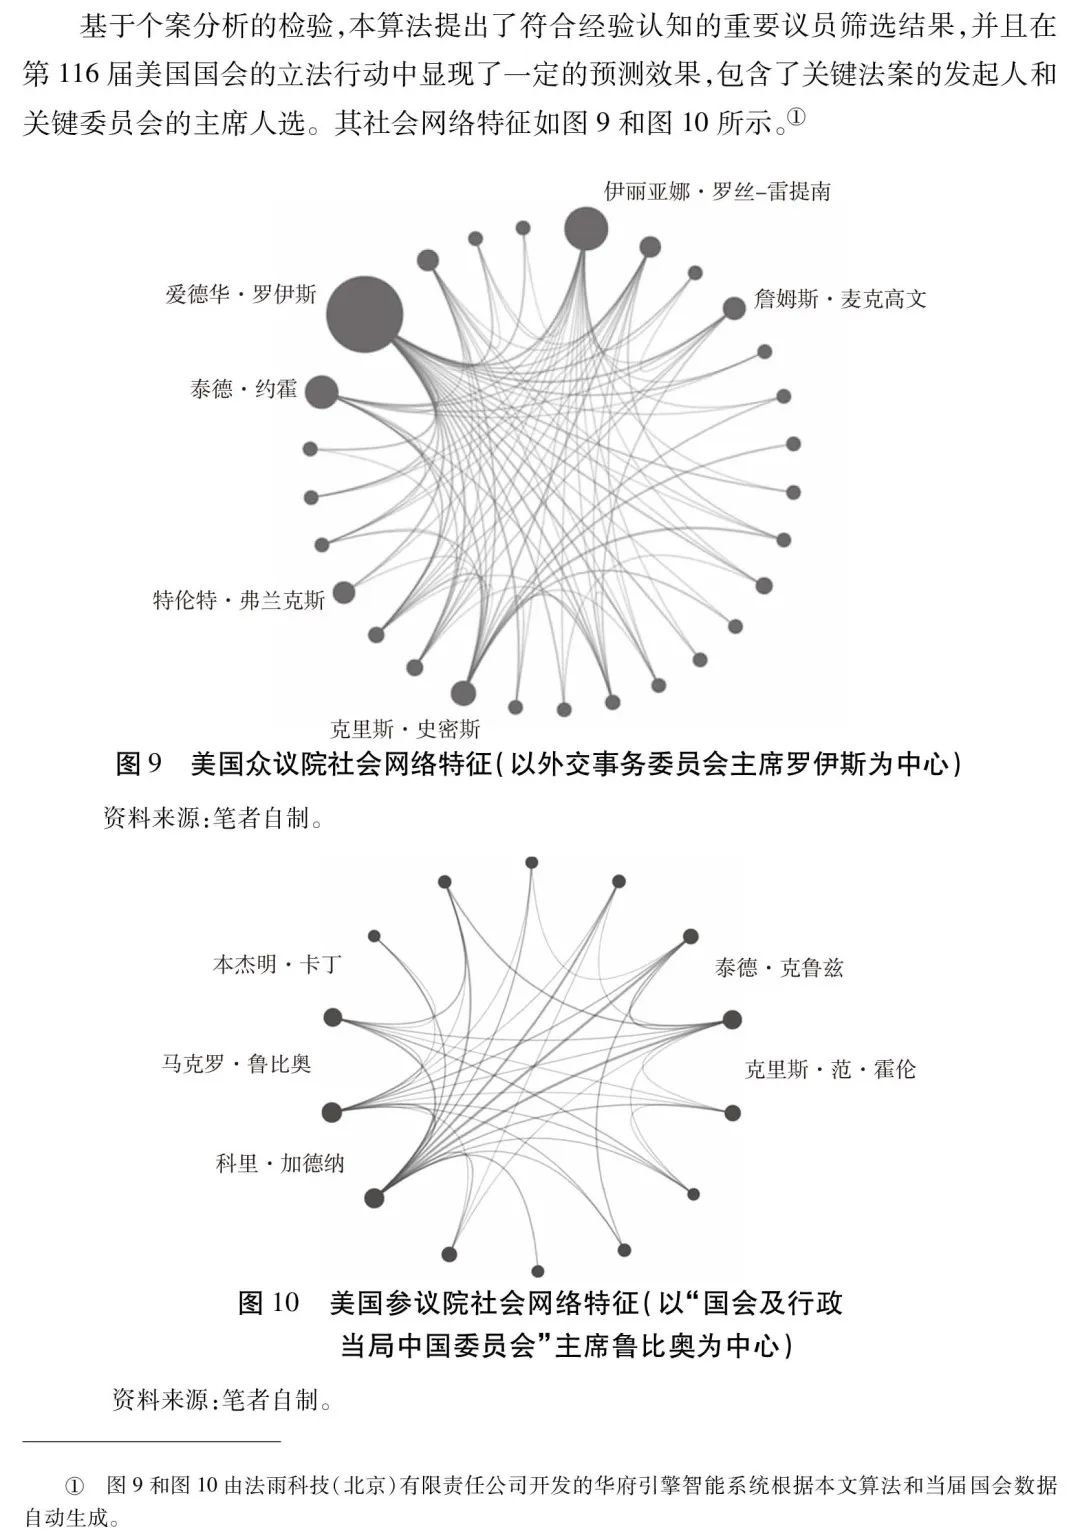 基于个案分析的检验,本算法提出了符合经验认知的重要议员筛选结果,并且在
第 116 届美国国会的立法行动中显现了一定的预测效果,包含了关键法案的发起人和
关键委员会的主席人选。其社会网络特征如图 9 和图 10 所示。①
伊丽亚娜·罗丝-雷提南
爱德华·罗伊斯
詹姆斯·麦克高文
泰德·约霍
特伦特·弗兰克斯
克里斯·史密斯
图 9 美国众议院社会网络特征(以外交事务委员会主席罗伊斯为中心)
资料来源:笔者自制。
本杰明·卡丁
泰德·克鲁兹
马克罗·鲁比奥
克里斯·范·霍伦
科里·加德纳
图 10 美国参议院社会网络特征(以“国会及行政
当局中国委员会”主席鲁比奥为中心)
资料来源:笔者自制。
① 图 9 和图 10 由法雨科技(北京)有限责任公司开发的华府引擎智能系统根据本文算法和当届国会数据
自动生成。